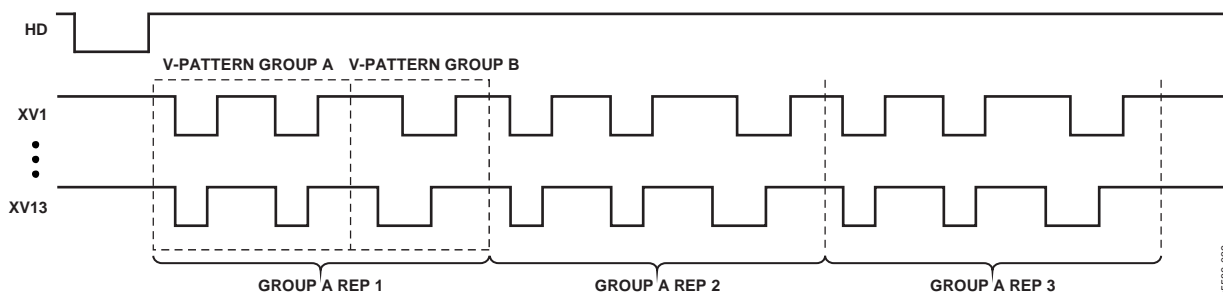 HD
V-PATTERN GROUP A V-PATTERN GROUP B
XV1
XV13
GROUP A REP 1
GROUP A REP 2
GROUP A REP 3